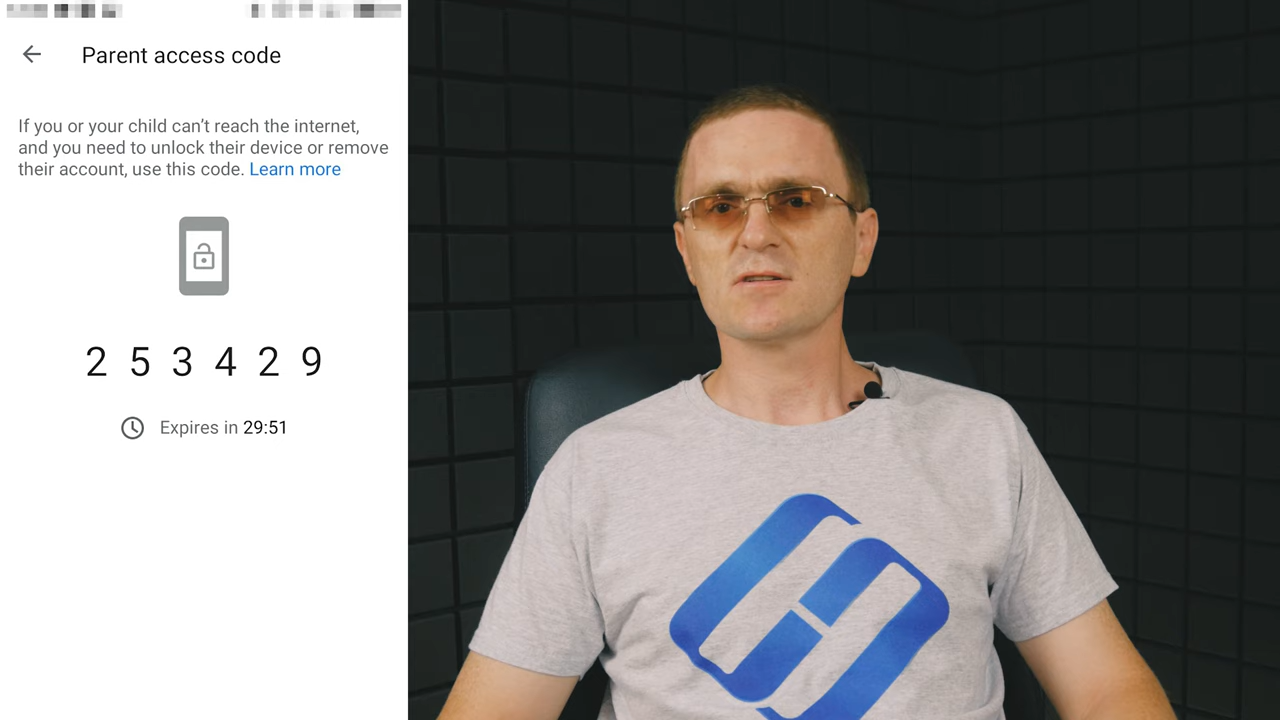 Parent access code
If you or your child can't reach the internet,
and you need to unlock their device or remove
their account, use this code. Learn more
2 5 3 4 2 9
Expires in 29:51